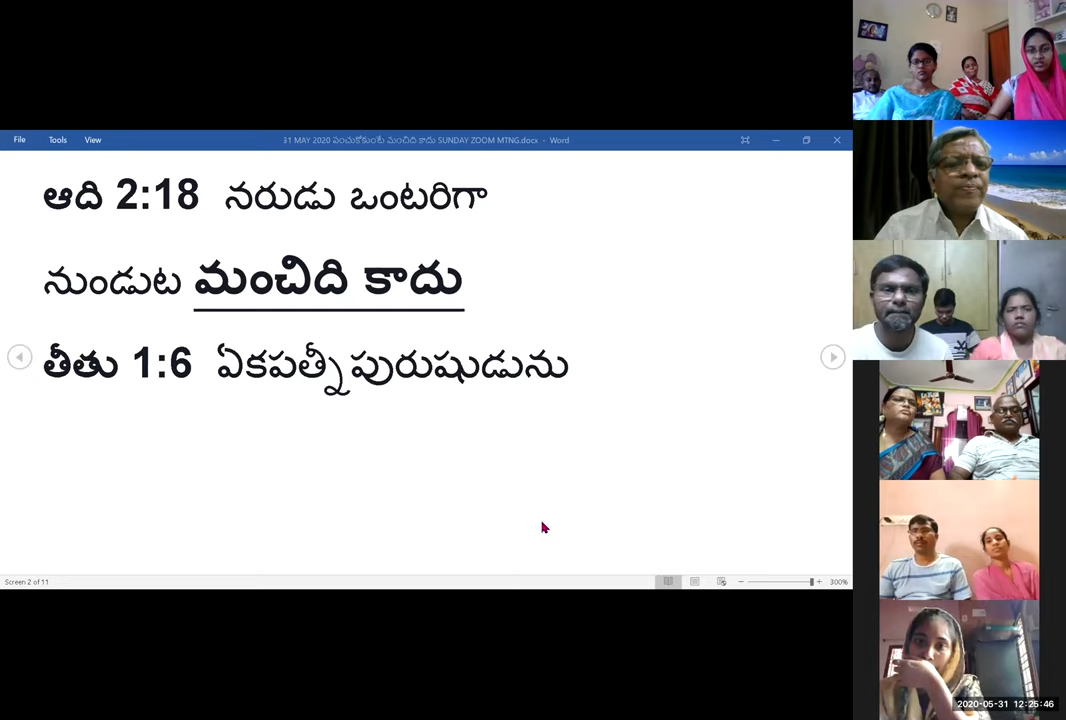 File Tools View 31 MAY 2020 పంచుకోకుంటే మంచిది కాదు SUNDAY ZOOM MTNG.docx - Word
ఆది 2:18 నరుడు ఒంటరిగా
నుండుట మంచిది కాదు
తీతు 1:6 ఏకపత్నీపురుషుడును
Screen 2 of 11 300%
2020-05-31 12:25:46